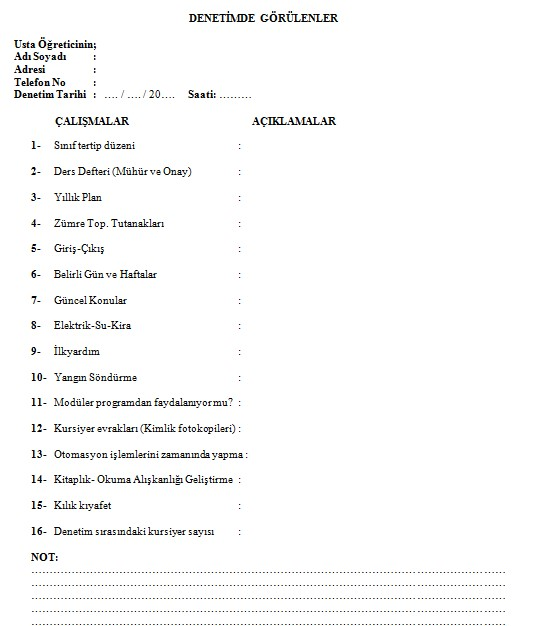 DENETİMDE GÖRÜLENLER
Usta Öğreticinin;
Adı Soyadı :
Adresi :
Telefon No :
Denetim Tarihi : .... / .... / 20.... Saati: .........
ÇALIŞMALAR AÇIKLAMALAR
1- Sınıf tertip düzeni :
2- Ders Defteri (Mühür ve Onay) :
3- Yıllık Plan :
4- Zümre Top. Tutanakları :
5- Giriş-Çıkış :
6- Belirli Gün ve Haftalar :
7- Güncel Konular :
8- Elektrik-Su-Kira :
9- İlkyardım :
10- Yangın Söndürme :
11- Modüler programdan faydalanıyor mu? :
12- Kursiyer evrakları (Kimlik fotokopileri) :
13- Otomasyon işlemlerini zamanında yapma :
14- Kitaplık- Okuma Alışkanlığı Geliştirme :
15- Kılık kıyafet :
16- Denetim sırasındaki kursiyer sayısı :
NOT: